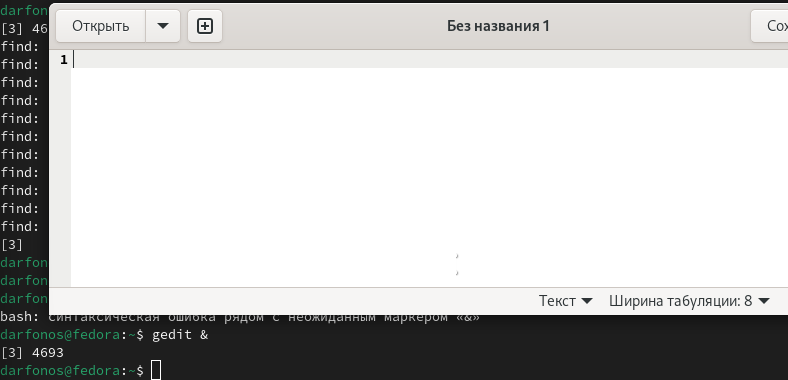 darfonos
[3] 46
Открыть
Без названия 1
1
find:
find:
find:
find:
find:
find:
find:
find:
find:
find:
find:
[3]
darfon
darfon
darfon
Текст Ширина табуляции: 8
bash: синтаксическая ошибка рядом с неожиданным маркером «&»
darfonos@fedora:~$ gedit &
[3] 4693
darfonos@fedora:~$